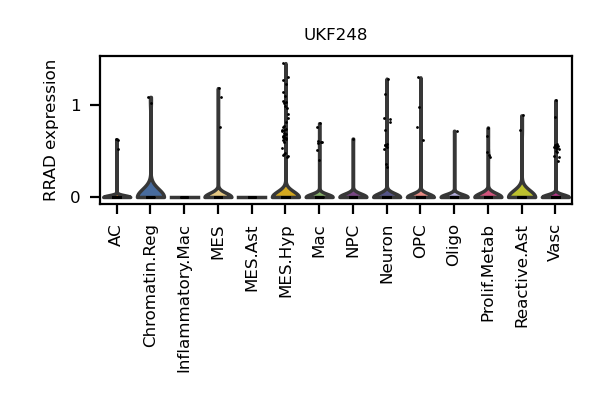 UKF248
RRAD expression
1
0
AC
Chromatin.Reg
Inflammatory.Mac
MES
MES.Ast
MES.Hyp
Mac
NPC
Neuron
OPC
Oligo
Prolif.Metab
Reactive.Ast
Vasc